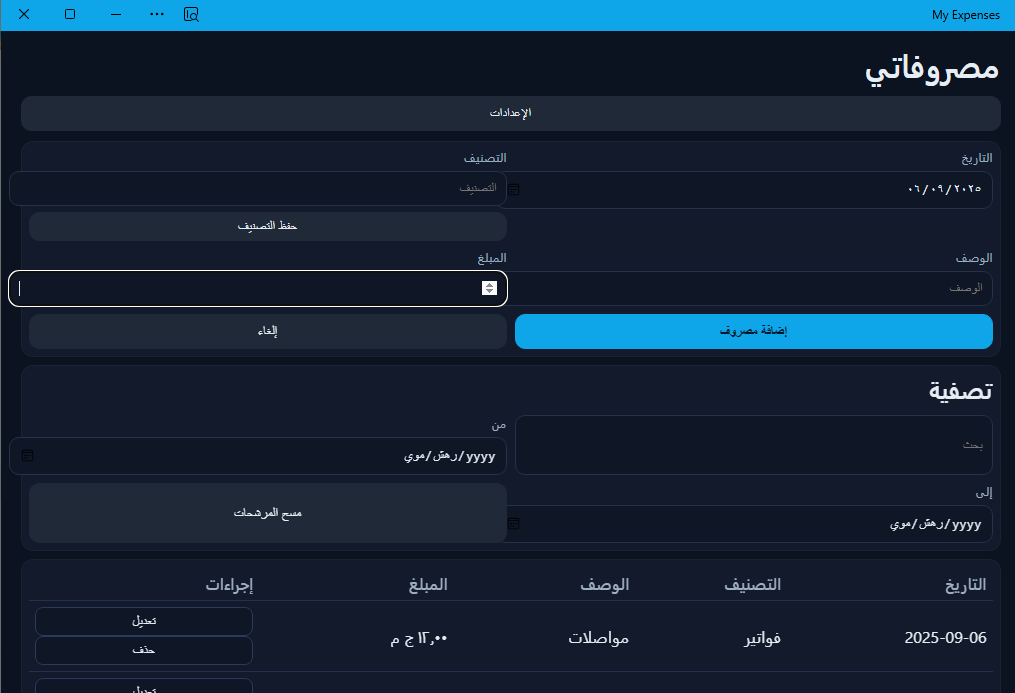 My Expenses
مصروفاتي
الإعدادات
التاريخ
التصنيف
٠٦/٠٩/٢٠٢٥
التصنيف
حفظ التصنيف
الوصف
المبلغ
الوصف
إضافة مصروف
إلغاء
تصفية
بحث
من
yyyy/رهش/موي
إلى
yyyy/رهش/موي
مسح المرشحات
التاريخ التصنيف الوصف المبلغ إجراءات
2025-09-06 فواتير مواصلات ١٢٫٠٠ ج م
تعديل
حذف
تعديل